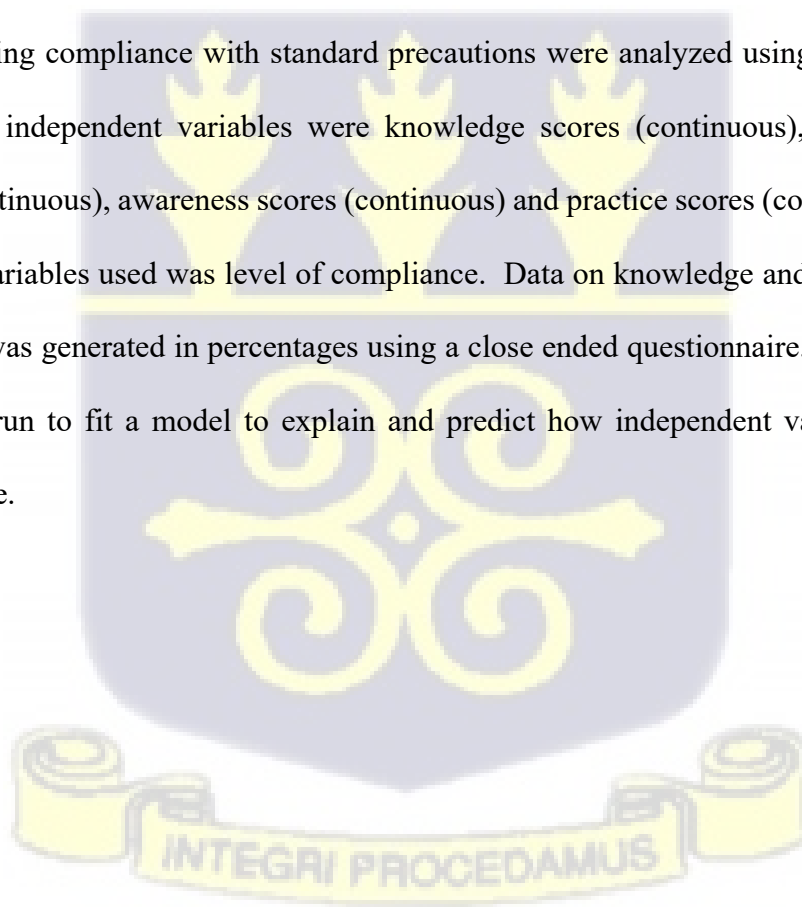 ing compliance with standard precautions were analyzed using
independent variables were knowledge scores (continuous),
tinuous), awareness scores (continuous) and practice scores (co
ariables used was level of compliance. Data on knowledge and
was generated in percentages using a close ended questionnaire.
run to fit a model to explain and predict how independent va
e.
INTEGRI PROCEDAMUS